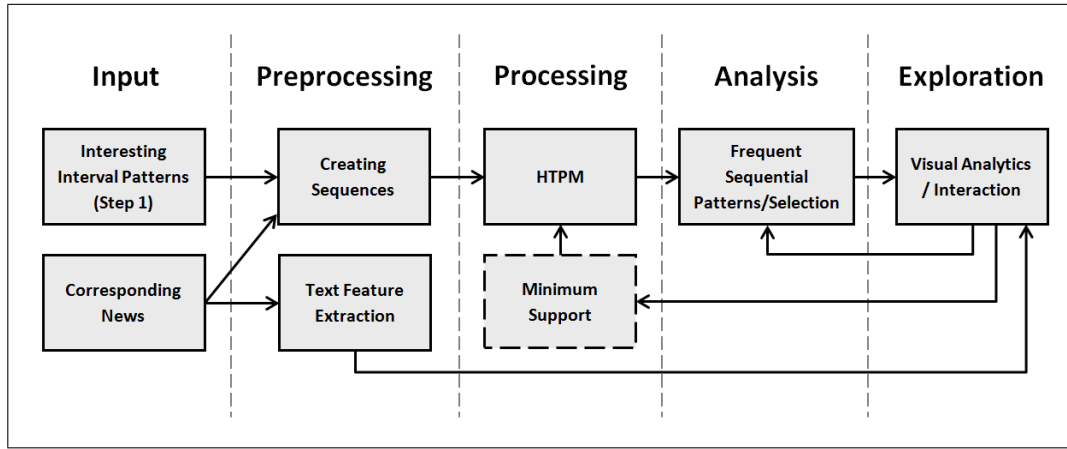 Input
Preprocessing
Processing
Analysis
Exploration
Interesting
Interval Patterns
(Step 1)
Creating
Sequences
HTPM
Frequent
Sequential
Patterns/Selection
Visual Analytics
/ Interaction
Corresponding
News
Text Feature
Extraction
Minimum
Support